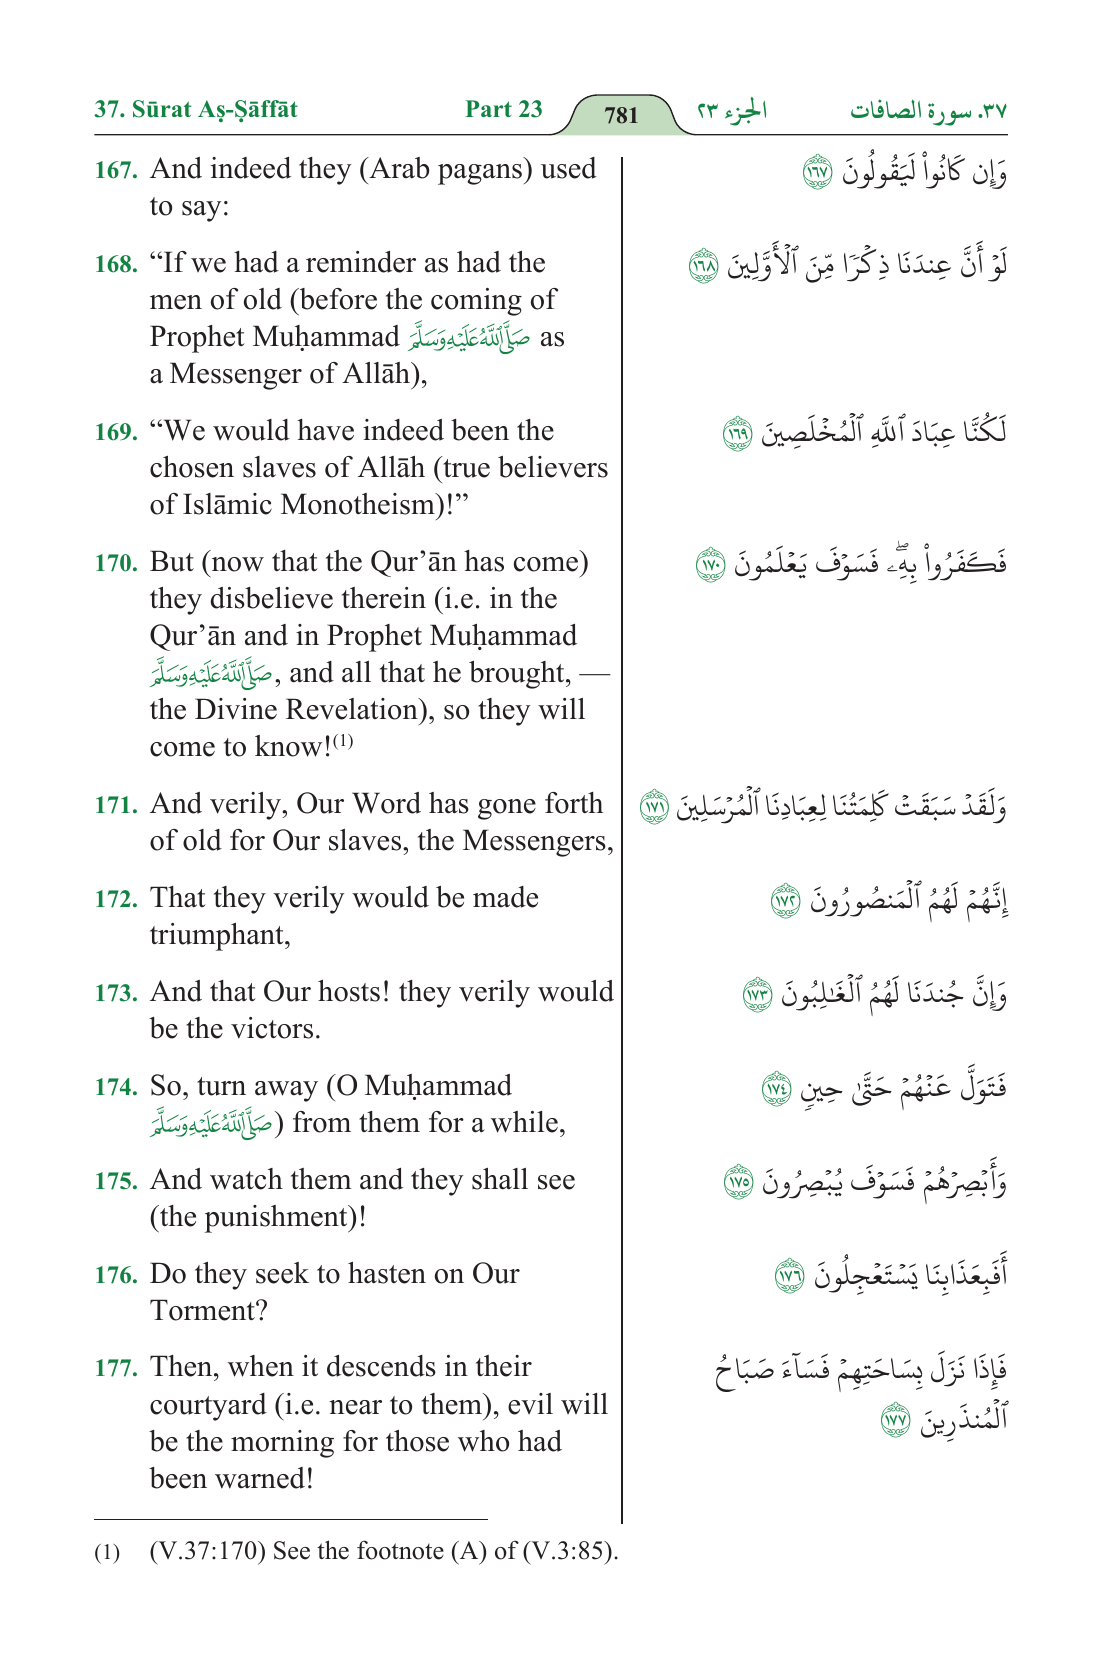 37. Sūrat Aṣ-Ṣāffāt Part 23 781 الجزء ٢٣ ٣٧. سورة الصافات
167. And indeed they (Arab pagans) used
to say:
وَإِن كَانُواْ لَيَقُولُونَ ١٦٧
168. “If we had a reminder as had the
men of old (before the coming of
Prophet Muḥammad صَلَّى ٱللَّهُ عَلَيْهِ وَسَلَّمَ as
a Messenger of Allāh),
لَوۡ أَنَّ عِندَنَا ذِكۡرٗا مِّنَ ٱلۡأَوَّلِينَ ١٦٨
169. “We would have indeed been the
chosen slaves of Allāh (true believers
of Islāmic Monotheism)!”
لَكُنَّا عِبَادَ ٱللَّهِ ٱلۡمُخۡلَصِينَ ١٦٩
170. But (now that the Qur’ān has come)
they disbelieve therein (i.e. in the
Qur’ān and in Prophet Muḥammad
صَلَّى ٱللَّهُ عَلَيْهِ وَسَلَّمَ, and all that he brought, —
the Divine Revelation), so they will
come to know!(1)
فَكَفَرُواْ بِهِۦۖ فَسَوۡفَ يَعۡلَمُونَ ١٧٠
171. And verily, Our Word has gone forth
of old for Our slaves, the Messengers,
وَلَقَدۡ سَبَقَتۡ كَلِمَتُنَا لِعِبَادِنَا ٱلۡمُرۡسَلِينَ ١٧١
172. That they verily would be made
triumphant,
إِنَّهُمۡ لَهُمُ ٱلۡمَنصُورُونَ ١٧٢
173. And that Our hosts! they verily would
be the victors.
وَإِنَّ جُندَنَا لَهُمُ ٱلۡغَٰلِبُونَ ١٧٣
174. So, turn away (O Muḥammad
صَلَّى ٱللَّهُ عَلَيْهِ وَسَلَّمَ) from them for a while,
فَتَوَلَّ عَنۡهُمۡ حَتَّىٰ حِينٖ ١٧٤
175. And watch them and they shall see
(the punishment)!
وَأَبۡصِرۡهُمۡ فَسَوۡفَ يُبۡصِرُونَ ١٧٥
176. Do they seek to hasten on Our
Torment?
أَفَبِعَذَابِنَا يَسۡتَعۡجِلُونَ ١٧٦
177. Then, when it descends in their
courtyard (i.e. near to them), evil will
be the morning for those who had
been warned!
فَإِذَا نَزَلَ بِسَاحَتِهِمۡ فَسَآءَ صَبَاحُ
ٱلۡمُنذَرِينَ ١٧٧
(1) (V.37:170) See the footnote (A) of (V.3:85).